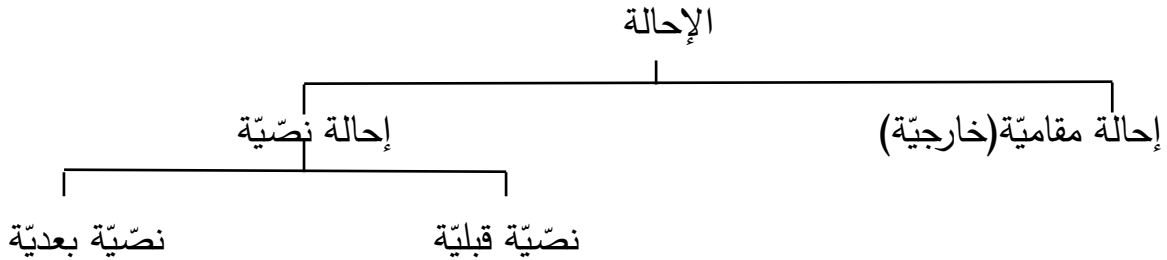 الإحالة
إحالة مقاميّة(خارجيّة) إحالة نصّيّة
نصّيّة قبليّة نصّيّة بعديّة